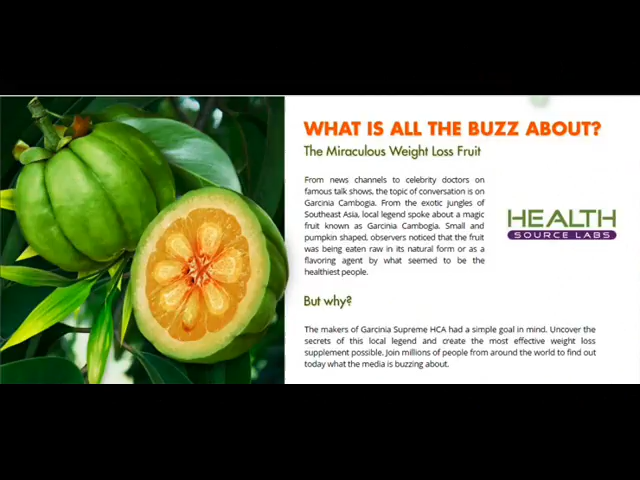 WHAT IS ALL THE BUZZ ABOUT?
The Miraculous Weight Loss Fruit
From news channels to celebrity doctors on
famous talk shows, the topic of conversation is on
Garcinia Cambogia. From the exotic jungles of
Southeast Asia, local legend spoke about a magic
fruit known as Garcinia Cambogia. Small and
pumpkin shaped, observers noticed that the fruit
was being eaten raw in its natural form or as a
flavoring agent by what seemed to be the
healthiest people.
HEALTH
SOURCE LABS
But why?
The makers of Garcinia Supreme HCA had a simple goal in mind. Uncover the
secrets of this local legend and create the most effective weight loss
supplement possible. Join millions of people from around the world to find out
today what the media is buzzing about.